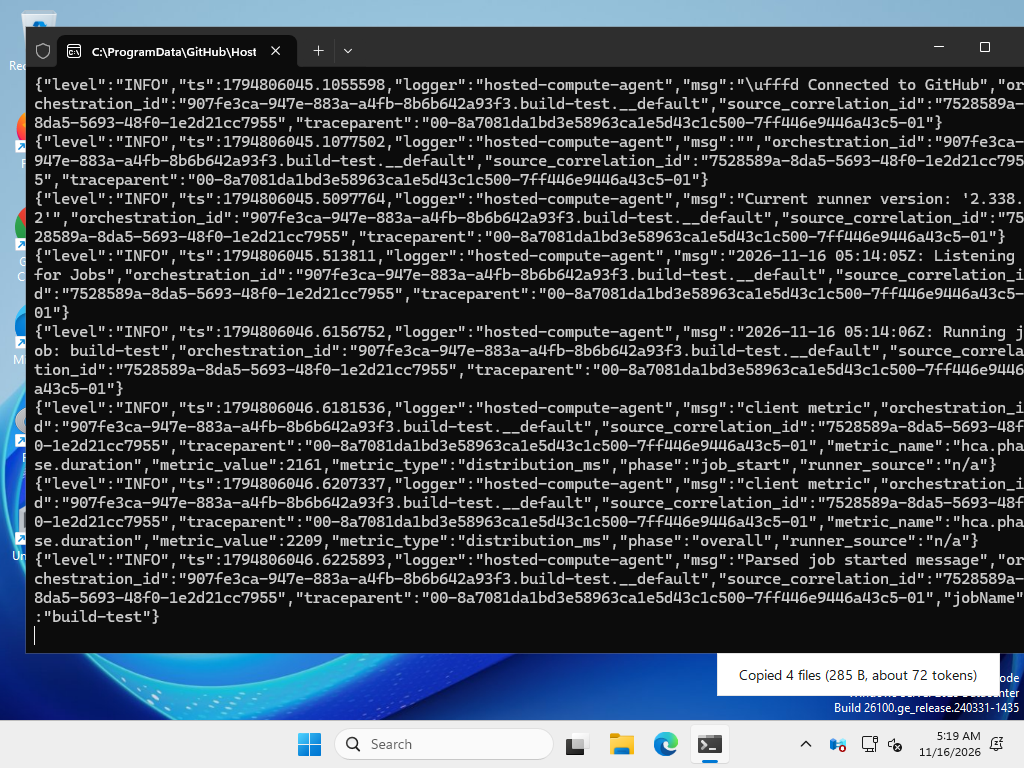 C:\ProgramData\GitHub\Host
{"level":"INFO","ts":1794806045.1055598,"logger":"hosted-compute-agent","msg":"\ufffd Connected to GitHub","or
chestration_id":"907fe3ca-947e-883a-a4fb-8b6b642a93f3.build-test.__default","source_correlation_id":"7528589a-
8da5-5693-48f0-1e2d21cc7955","traceparent":"00-8a7081da1bd3e58963ca1e5d43c1c500-7ff446e9446a43c5-01"}
{"level":"INFO","ts":1794806045.1077502,"logger":"hosted-compute-agent","msg":"","orchestration_id":"907fe3ca-
947e-883a-a4fb-8b6b642a93f3.build-test.__default","source_correlation_id":"7528589a-8da5-5693-48f0-1e2d21cc795
5","traceparent":"00-8a7081da1bd3e58963ca1e5d43c1c500-7ff446e9446a43c5-01"}
{"level":"INFO","ts":1794806045.5097764,"logger":"hosted-compute-agent","msg":"Current runner version: '2.338.
2'","orchestration_id":"907fe3ca-947e-883a-a4fb-8b6b642a93f3.build-test.__default","source_correlation_id":"75
28589a-8da5-5693-48f0-1e2d21cc7955","traceparent":"00-8a7081da1bd3e58963ca1e5d43c1c500-7ff446e9446a43c5-01"}
{"level":"INFO","ts":1794806045.513811,"logger":"hosted-compute-agent","msg":"2026-11-16 05:14:05Z: Listening
for Jobs","orchestration_id":"907fe3ca-947e-883a-a4fb-8b6b642a93f3.build-test.__default","source_correlation_i
d":"7528589a-8da5-5693-48f0-1e2d21cc7955","traceparent":"00-8a7081da1bd3e58963ca1e5d43c1c500-7ff446e9446a43c5-
01"}
{"level":"INFO","ts":1794806046.6156752,"logger":"hosted-compute-agent","msg":"2026-11-16 05:14:06Z: Running j
ob: build-test","orchestration_id":"907fe3ca-947e-883a-a4fb-8b6b642a93f3.build-test.__default","source_correla
tion_id":"7528589a-8da5-5693-48f0-1e2d21cc7955","traceparent":"00-8a7081da1bd3e58963ca1e5d43c1c500-7ff446e9446
a43c5-01"}
{"level":"INFO","ts":1794806046.6181536,"logger":"hosted-compute-agent","msg":"client metric","orchestration_i
d":"907fe3ca-947e-883a-a4fb-8b6b642a93f3.build-test.__default","source_correlation_id":"7528589a-8da5-5693-48f
0-1e2d21cc7955","traceparent":"00-8a7081da1bd3e58963ca1e5d43c1c500-7ff446e9446a43c5-01","metric_name":"hca.pha
se.duration","metric_value":2161,"metric_type":"distribution_ms","phase":"job_start","runner_source":"n/a"}
{"level":"INFO","ts":1794806046.6207337,"logger":"hosted-compute-agent","msg":"client metric","orchestration_i
d":"907fe3ca-947e-883a-a4fb-8b6b642a93f3.build-test.__default","source_correlation_id":"7528589a-8da5-5693-48f
0-1e2d21cc7955","traceparent":"00-8a7081da1bd3e58963ca1e5d43c1c500-7ff446e9446a43c5-01","metric_name":"hca.pha
se.duration","metric_value":2209,"metric_type":"distribution_ms","phase":"overall","runner_source":"n/a"}
{"level":"INFO","ts":1794806046.6225893,"logger":"hosted-compute-agent","msg":"Parsed job started message","or
chestration_id":"907fe3ca-947e-883a-a4fb-8b6b642a93f3.build-test.__default","source_correlation_id":"7528589a-
8da5-5693-48f0-1e2d21cc7955","traceparent":"00-8a7081da1bd3e58963ca1e5d43c1c500-7ff446e9446a43c5-01","jobName"
:"build-test"}
Copied 4 files (285 B, about 72 tokens)
Build 26100.ge_release.240331-1435
Search
5:19 AM
11/16/2026